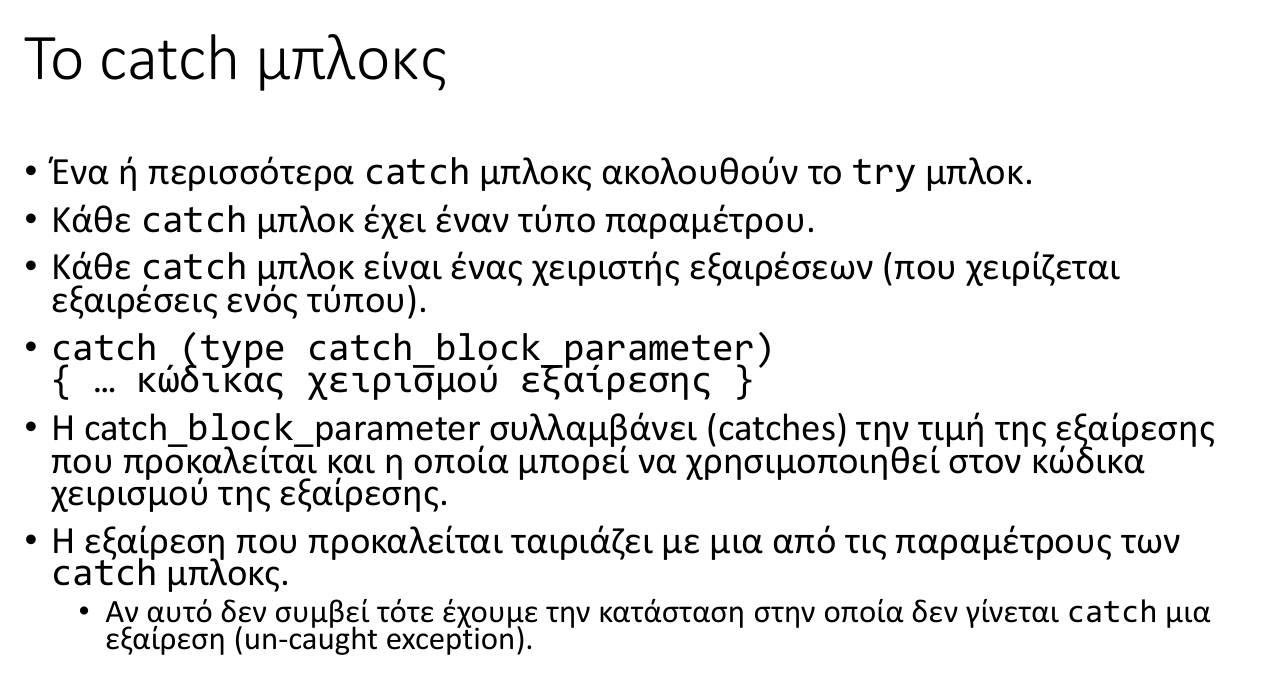 Το catch μπλοκς
• Ένα ή περισσότερα catch μπλοκς ακολουθούν το try μπλοκ.
• Κάθε catch μπλοκ έχει έναν τύπο παραμέτρου.
• Κάθε catch μπλοκ είναι ένας χειριστής εξαιρέσεων (που χειρίζεται
εξαιρέσεις ενός τύπου).
• catch (type catch_block_parameter)
{ … κώδικας χειρισμού εξαίρεσης }
• Η catch_block_parameter συλλαμβάνει (catches) την τιμή της εξαίρεσης
που προκαλείται και η οποία μπορεί να χρησιμοποιηθεί στον κώδικα
χειρισμού της εξαίρεσης.
• Η εξαίρεση που προκαλείται ταιριάζει με μια από τις παραμέτρους των
catch μπλοκς.
• Αν αυτό δεν συμβεί τότε έχουμε την κατάσταση στην οποία δεν γίνεται catch μια
εξαίρεση (un-caught exception).